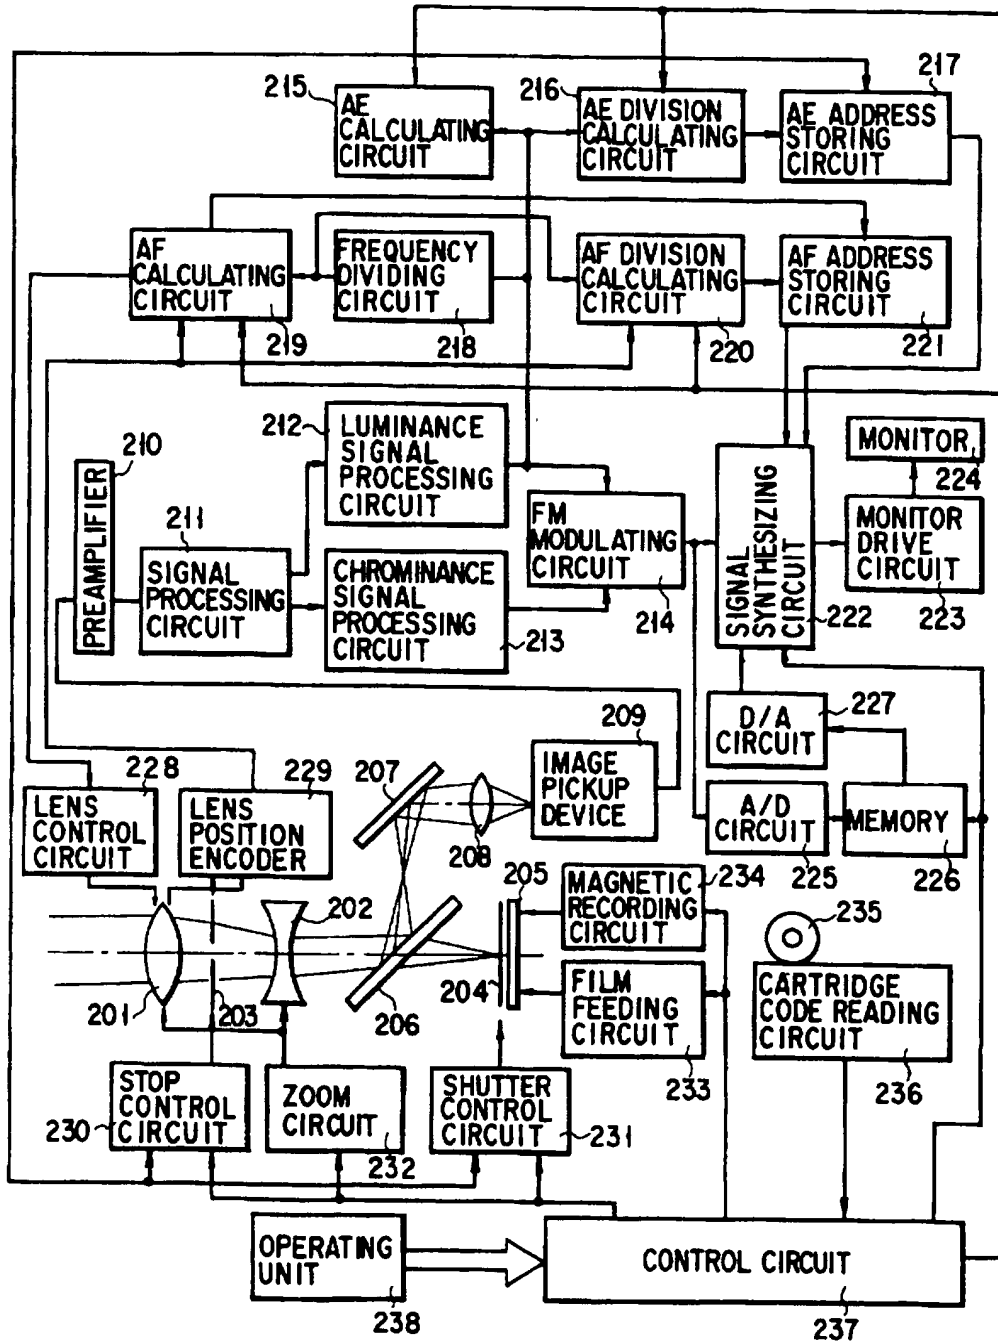 215
AE
CALCULATING
CIRCUIT
216
AE DIVISION
CALCULATING
CIRCUIT
217
AE ADDRESS
STORING
CIRCUIT
AF
CALCULATING
CIRCUIT
219
FREQUENCY
DIVIDING
CIRCUIT
218
AF DIVISION
CALCULATING
CIRCUIT
220
AF ADDRESS
STORING
CIRCUIT
221
210
PREAMPLIFIER
211
SIGNAL
PROCESSING
CIRCUIT
212
LUMINANCE
SIGNAL
PROCESSING
CIRCUIT
CHROMINANCE
SIGNAL
PROCESSING
CIRCUIT
213
FM
MODULATING
CIRCUIT
214
SIGNAL
SYNTHESIZING
CIRCUIT
222
MONITOR
224
MONITOR
DRIVE
CIRCUIT
223
D/A
CIRCUIT
227
A/D
CIRCUIT
225
MEMORY
226
228
LENS
CONTROL
CIRCUIT
229
LENS
POSITION
ENCODER
207
208
209
IMAGE
PICKUP
DEVICE
201
203
202
206
204
205
MAGNETIC
RECORDING
CIRCUIT
234
FILM
FEEDING
CIRCUIT
233
235
CARTRIDGE
CODE READING
CIRCUIT
236
STOP
CONTROL
CIRCUIT
230
ZOOM
CIRCUIT
232
SHUTTER
CONTROL
CIRCUIT
231
OPERATING
UNIT
238
CONTROL CIRCUIT
237